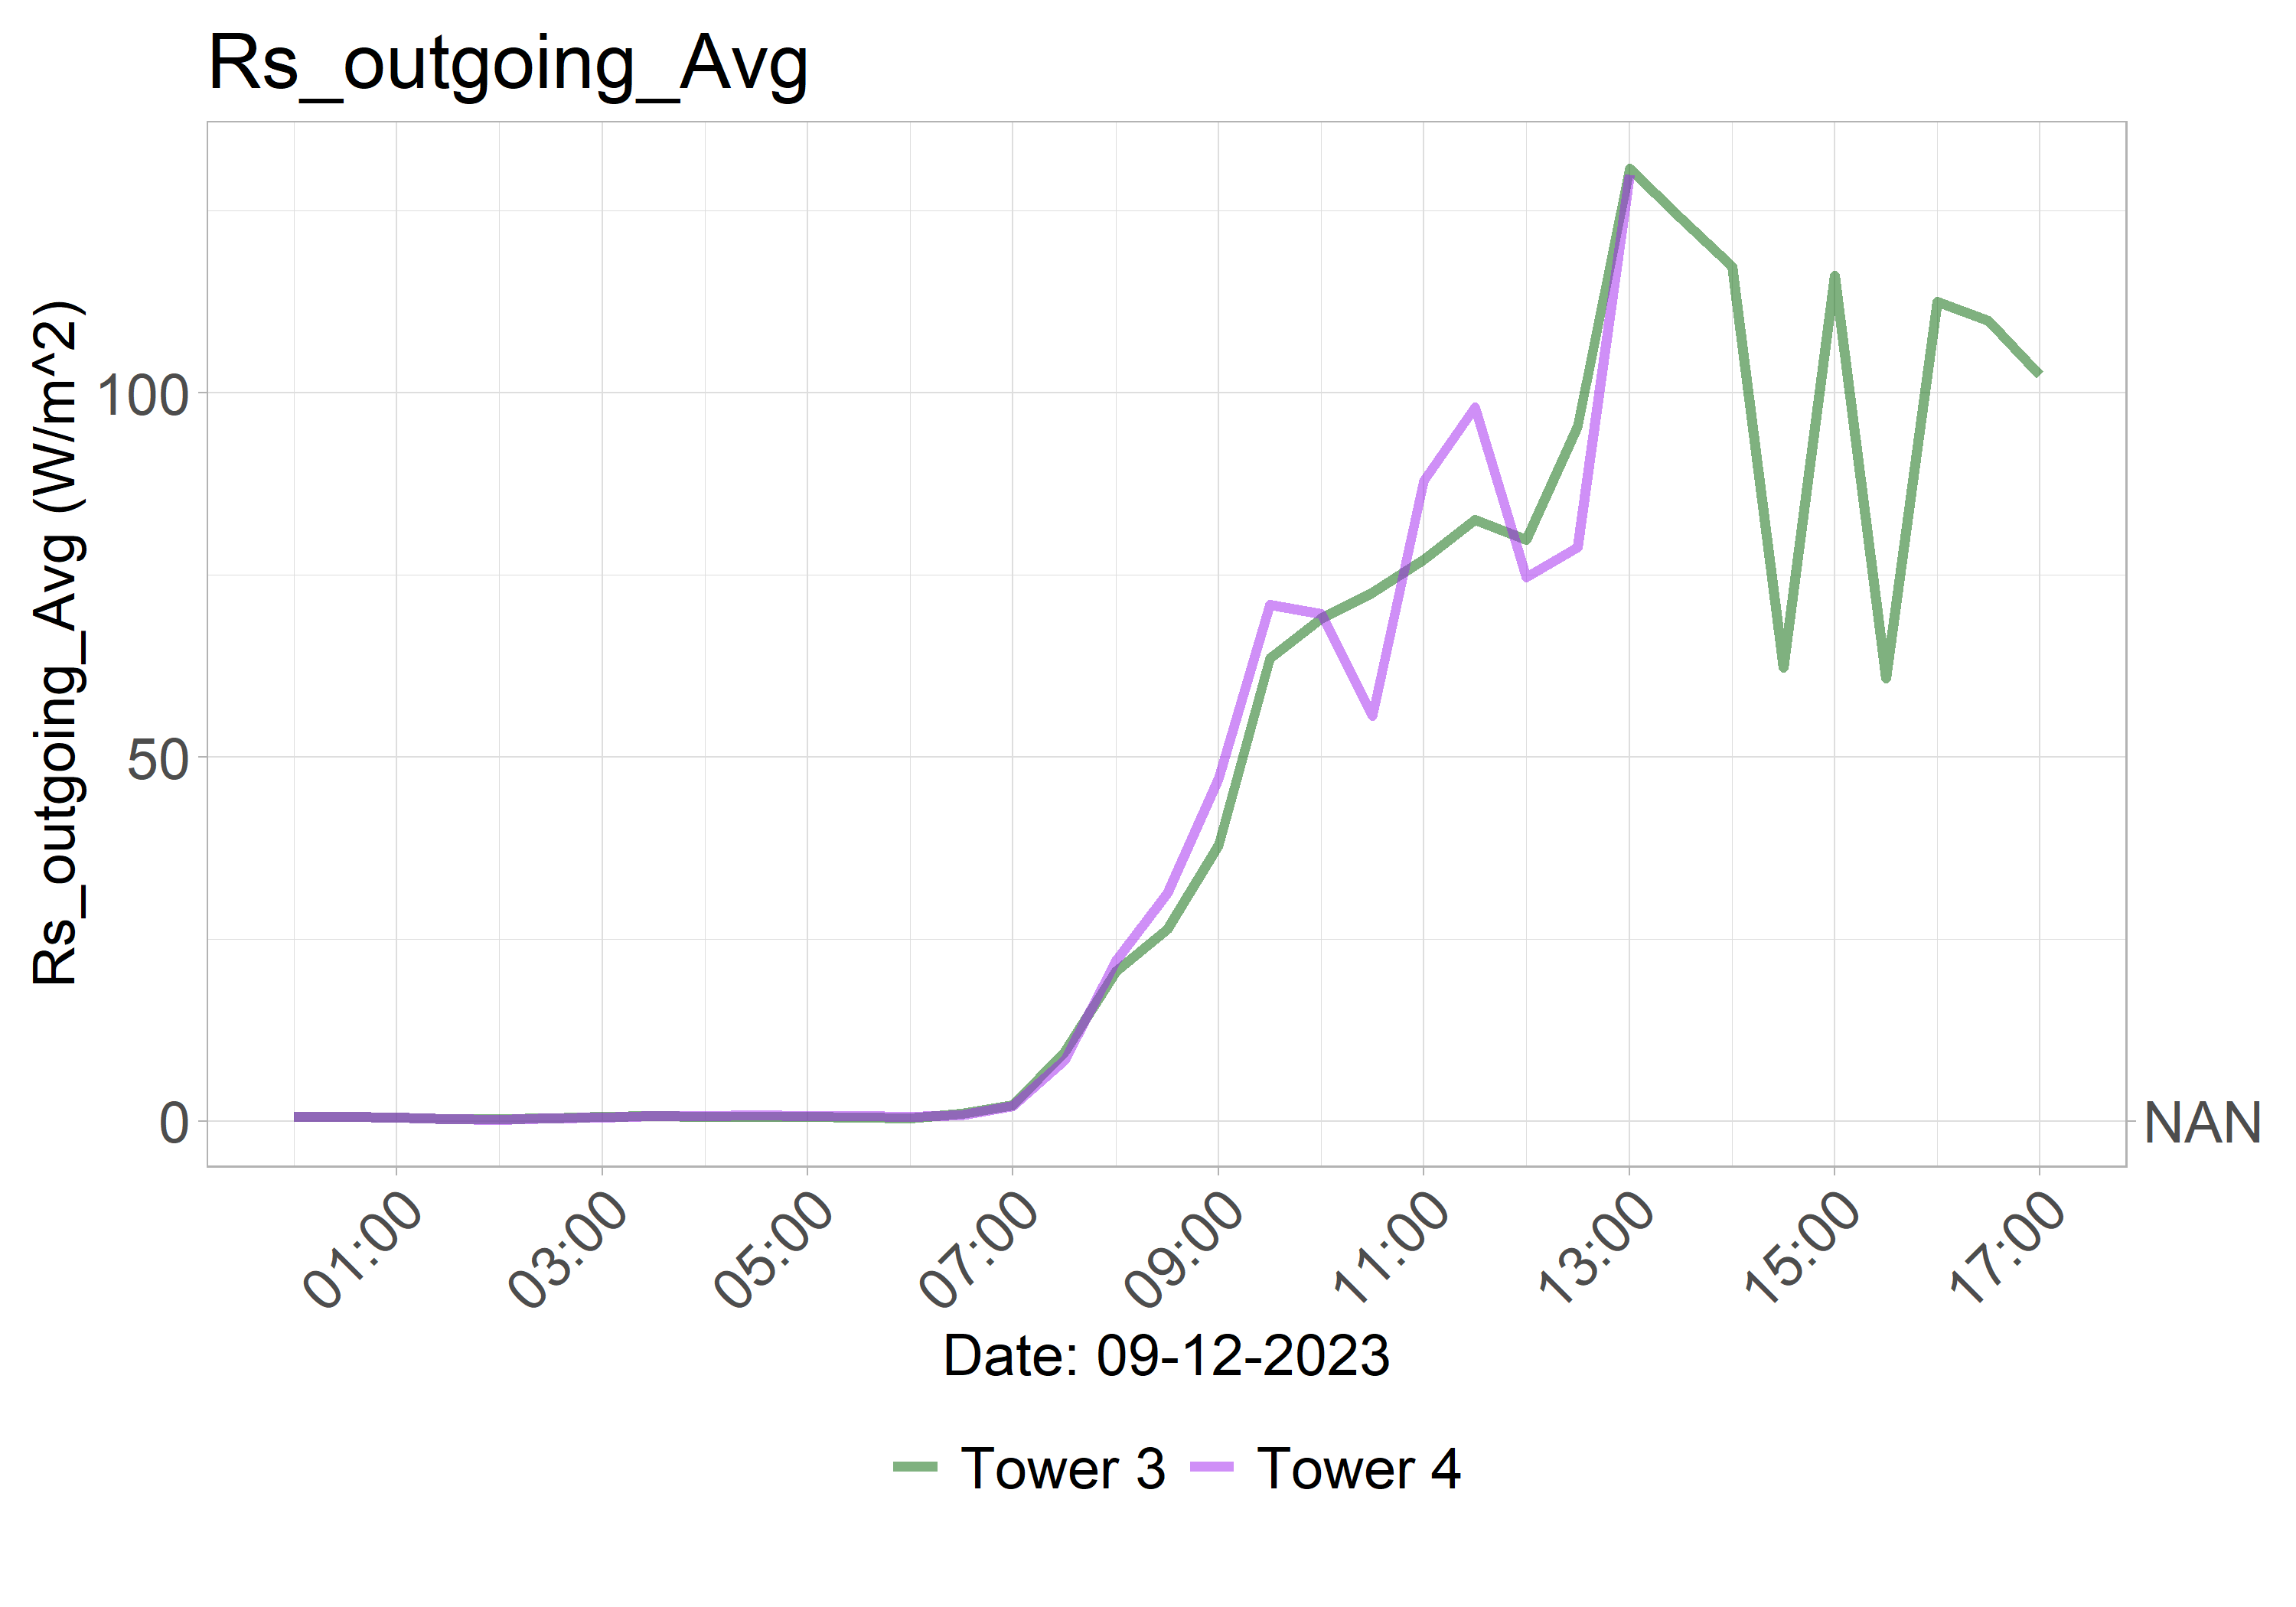 Rs_outgoing_Avg
Rs_outgoing_Avg (W/m^2)
100
50
0
NAN
01:00
03:00
05:00
07:00
09:00
11:00
13:00
15:00
17:00
Date: 09-12-2023
Tower 3
Tower 4